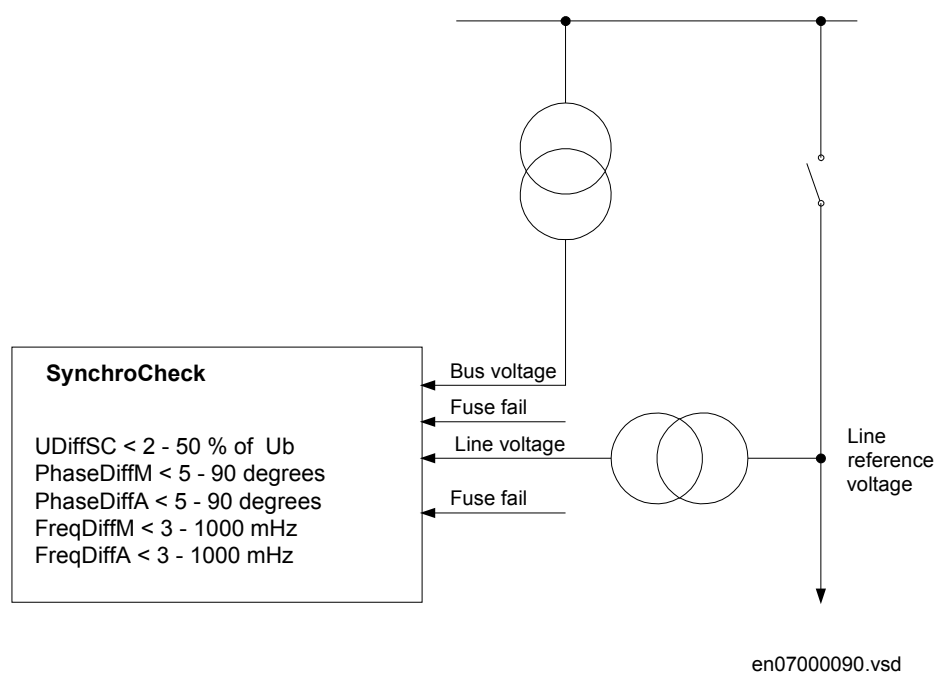 SynchroCheck
UDiffSC < 2 - 50 % of Ub
PhaseDiffM < 5 - 90 degrees
PhaseDiffA < 5 - 90 degrees
FreqDiffM < 3 - 1000 mHz
FreqDiffA < 3 - 1000 mHz
Bus voltage
Fuse fail
Line voltage
Fuse fail
Line
reference
voltage
en07000090.vsd